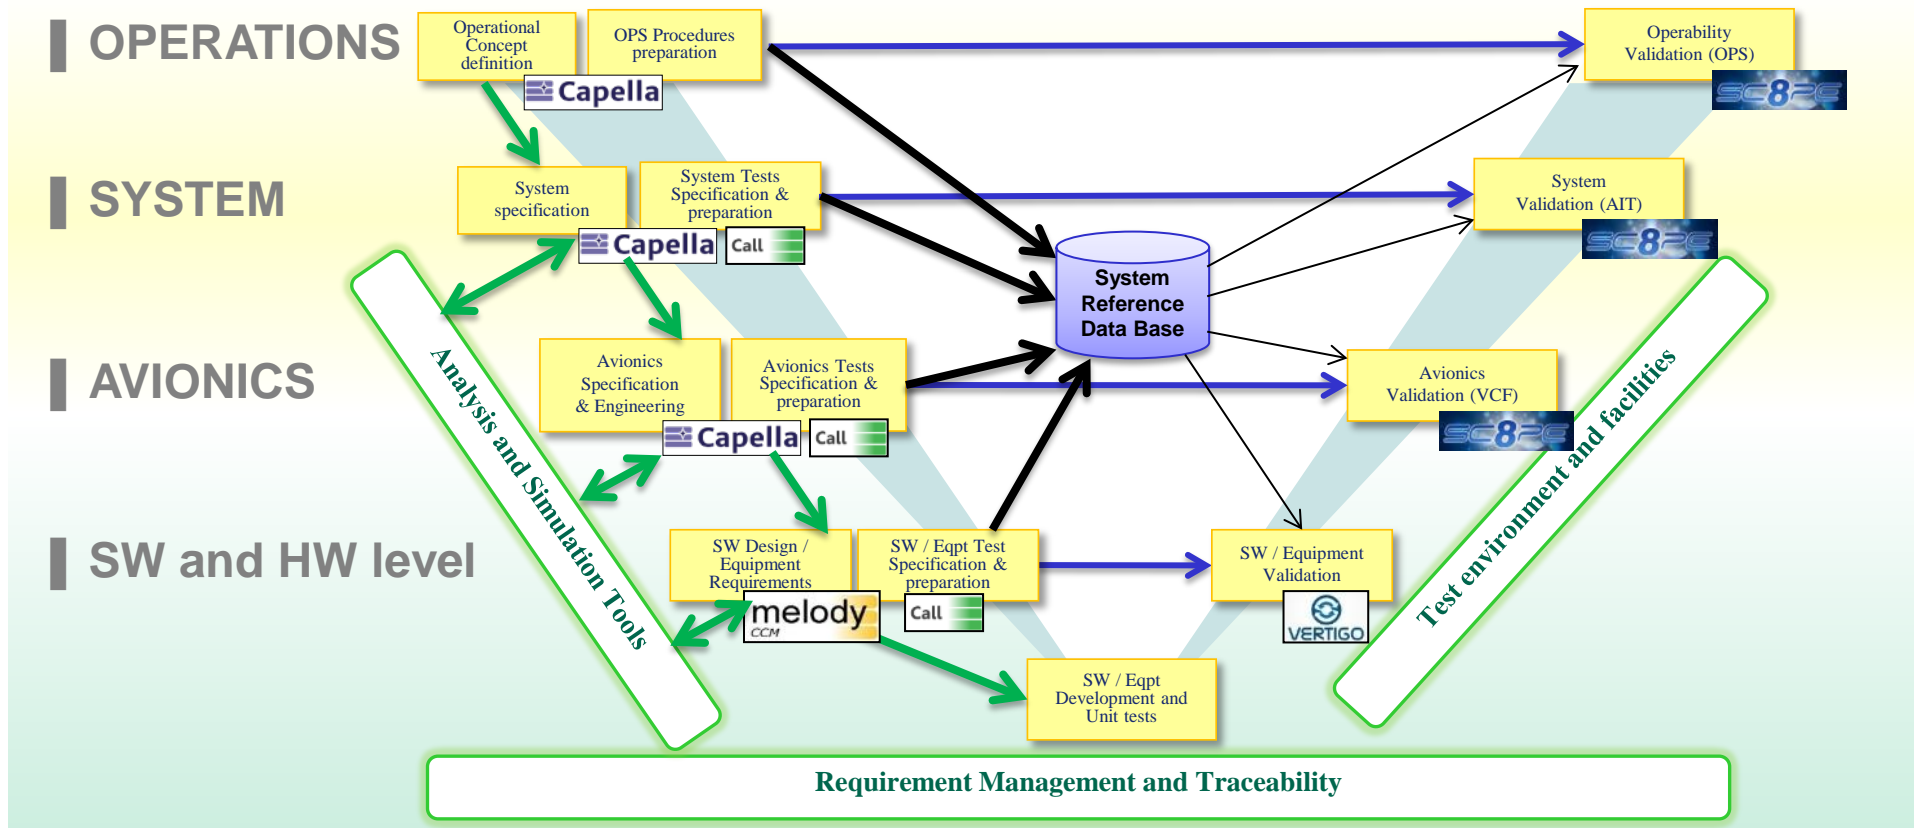 OPERATIONS
Operational
Concept
definition
OPS Procedures
preparation
Capella
Operability
Validation (OPS)
SC8PE
SYSTEM
System
specification
System Tests
Specification &
preparation
Capella
Call
System
Validation (AIT)
SC8PE
System
Reference
Data Base
AVIONICS
Avionics
Specification
& Engineering
Avionics Tests
Specification &
preparation
Capella
Call
Avionics
Validation (VCF)
SC8PE
Analysis and Simulation Tools
Test environment and facilities
SW and HW level
SW Design /
Equipment
Requirements
SW / Eqpt Test
Specification &
preparation
melody
CCM
Call
SW / Equipment
Validation
VERTIGO
SW / Eqpt
Development and
Unit tests
Requirement Management and Traceability